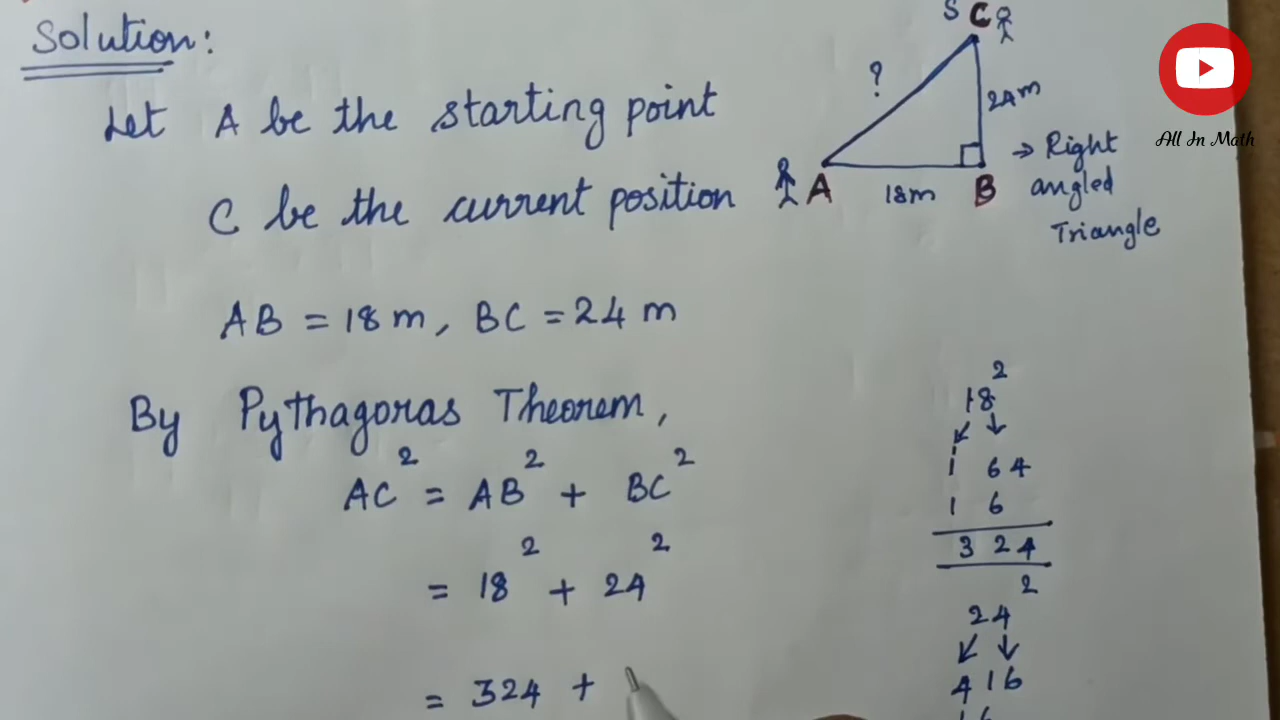 Solution:
Let A be the starting point
C be the current position
AB = 18 m, BC = 24 m
By Pythagoras Theorem,
AC² = AB² + BC²
= 18² + 24²
= 324 +
S C
?
24 m
A
18m
B
→ Right
angled
Triangle
All In Math
18²
1 64
1 6
324
24²
4 16
16